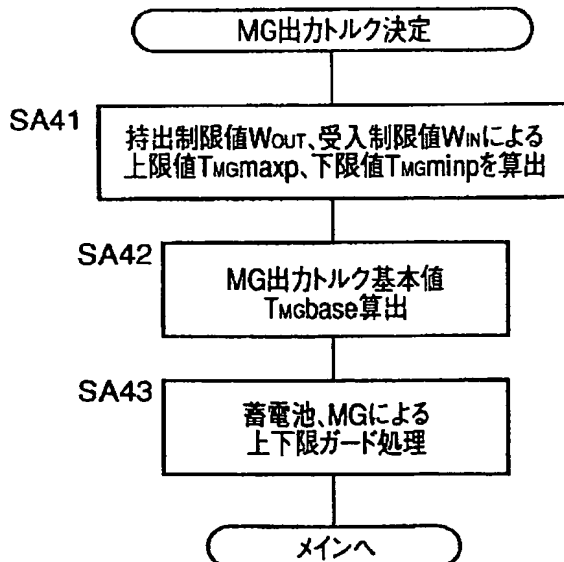 MG出力トルク決定
SA41
持出制限値WOUT、受入制限値WINによる
上限値TMGmaxp、下限値TMGminpを算出
SA42
MG出力トルク基本値
TMGbase算出
SA43
蓄電池、MGによる
上下限ガード処理
メインへ